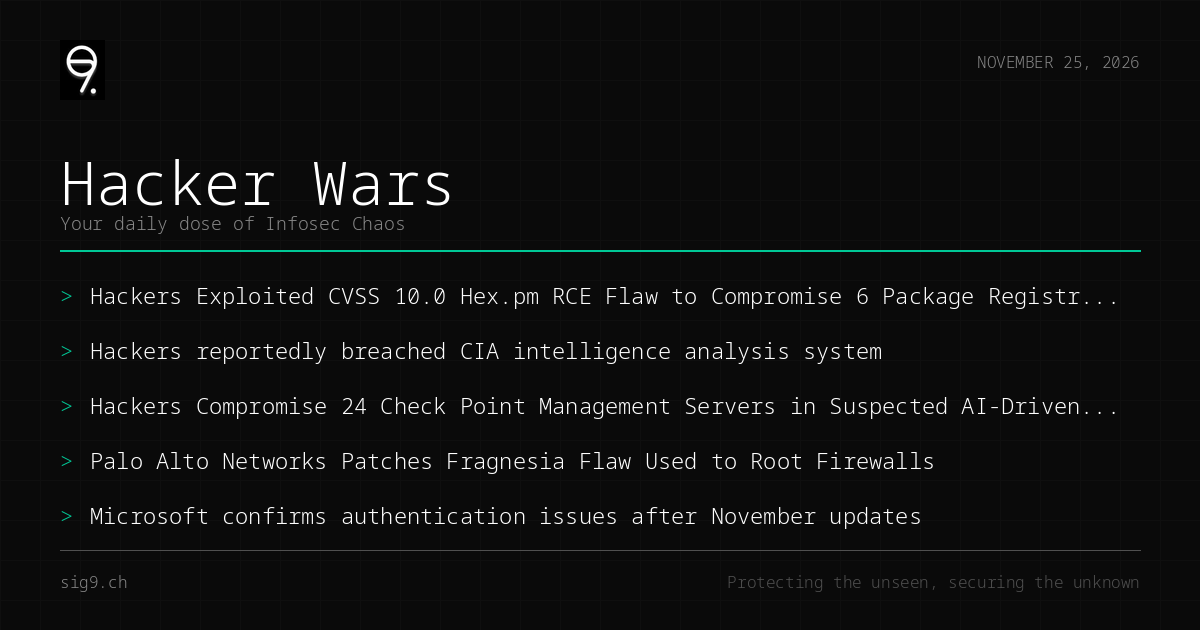 9.
NOVEMBER 25, 2026
Hacker Wars
Your daily dose of Infosec Chaos
> Hackers Exploited CVSS 10.0 Hex.pm RCE Flaw to Compromise 6 Package Registr...
> Hackers reportedly breached CIA intelligence analysis system
> Hackers Compromise 24 Check Point Management Servers in Suspected AI-Driven...
> Palo Alto Networks Patches Fragnesia Flaw Used to Root Firewalls
> Microsoft confirms authentication issues after November updates
sig9.ch
Protecting the unseen, securing the unknown